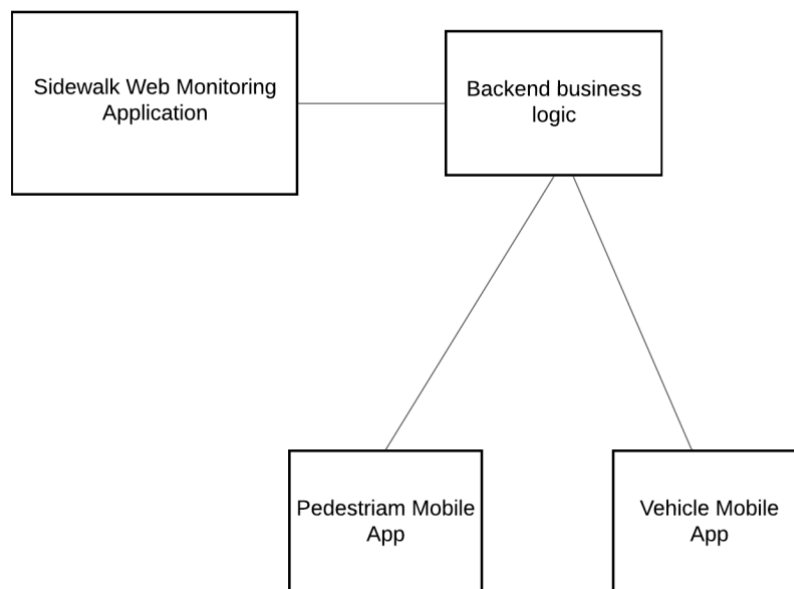 Sidewalk Web Monitoring
Application
Backend business
logic
Pedestriam Mobile
App
Vehicle Mobile
App